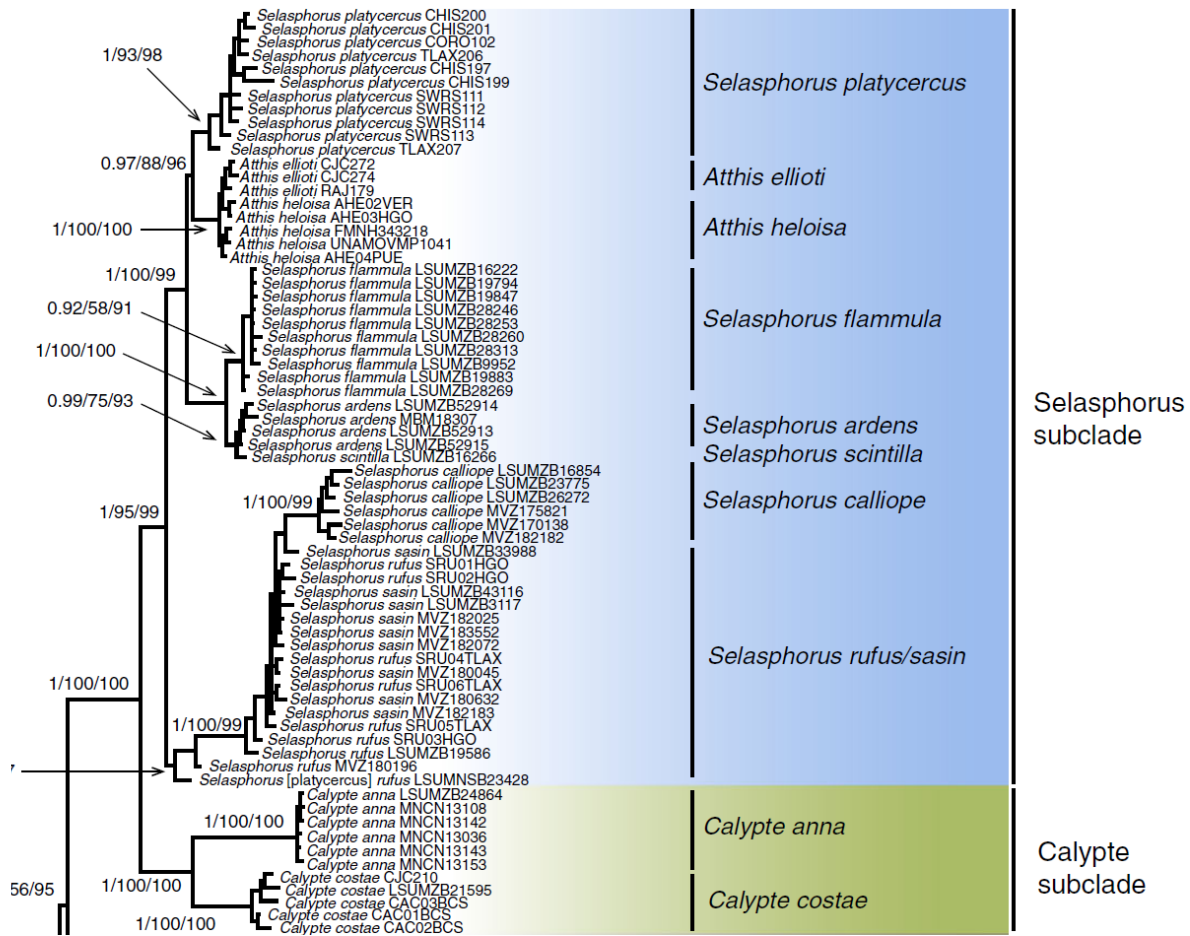 Selasphorus platycercus CHIS200
Selasphorus platycercus CHIS201
Selasphorus platycercus CORO102
Selasphorus platycercus TLAX206
Selasphorus platycercus CHIS197
Selasphorus platycercus CHIS199
Selasphorus platycercus SWRS111
Selasphorus platycercus SWRS112
Selasphorus platycercus SWRS114
Selasphorus platycercus SWRS113
Selasphorus platycercus TLAX207
Atthis ellioti CJC272
Atthis ellioti CJC274
Atthis ellioti RAJ179
Atthis heloisa AHE02VER
Atthis heloisa AHE03HGO
Atthis heloisa FMNH343218
Atthis heloisa UNAMOVMP1041
Atthis heloisa AHE04PUE
Selasphorus flammula LSUMZB16222
Selasphorus flammula LSUMZB19794
Selasphorus flammula LSUMZB19847
Selasphorus flammula LSUMZB28246
Selasphorus flammula LSUMZB28253
Selasphorus flammula LSUMZB28260
Selasphorus flammula LSUMZB28313
Selasphorus flammula LSUMZB9952
Selasphorus flammula LSUMZB19883
Selasphorus flammula LSUMZB28269
Selasphorus ardens LSUMZB52914
Selasphorus ardens MBM18307
Selasphorus ardens LSUMZB52913
Selasphorus ardens LSUMZB52915
Selasphorus scintilla LSUMZB16266
Selasphorus calliope LSUMZB16854
Selasphorus calliope LSUMZB23775
Selasphorus calliope LSUMZB26272
Selasphorus calliope MVZ175821
Selasphorus calliope MVZ170138
Selasphorus calliope MVZ182182
Selasphorus sasin LSUMZB33988
Selasphorus rufus SRU01HGO
Selasphorus rufus SRU02HGO
Selasphorus sasin LSUMZB43116
Selasphorus sasin LSUMZB3117
Selasphorus sasin MVZ182025
Selasphorus sasin MVZ183552
Selasphorus sasin MVZ182072
Selasphorus rufus SRU04TLAX
Selasphorus sasin MVZ180045
Selasphorus rufus SRU06TLAX
Selasphorus sasin MVZ180632
Selasphorus sasin MVZ182183
Selasphorus rufus SRU05TLAX
Selasphorus rufus SRU03HGO
Selasphorus rufus LSUMZB19586
Selasphorus rufus MVZ180196
Selasphorus [platycercus] rufus LSUMNSB23428
Calypte anna LSUMZB24864
Calypte anna MNCN13108
Calypte anna MNCN13142
Calypte anna MNCN13036
Calypte anna MNCN13143
Calypte anna MNCN13153
Calypte costae CJC210
Calypte costae LSUMZB21595
Calypte costae CAC03BCS
Calypte costae CAC01BCS
Calypte costae CAC02BCS
1/93/98
0.97/88/96
1/100/100
1/100/99
0.92/58/91
1/100/100
0.99/75/93
1/100/99
1/95/99
1/100/100
1/100/99
1/100/100
1/100/100
56/95
1/100/100
Selasphorus platycercus
Atthis ellioti
Atthis heloisa
Selasphorus flammula
Selasphorus ardens
Selasphorus scintilla
Selasphorus calliope
Selasphorus rufus/sasin
Calypte anna
Calypte costae
Selasphorus
subclade
Calypte
subclade